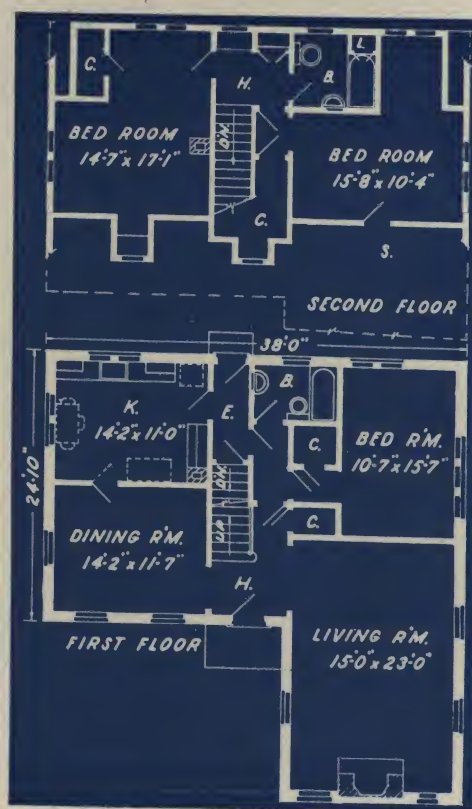 C.
H.
L.
B.
BED ROOM
14'-7" x 17'-1"
DN.
BED ROOM
15'-8" x 10'-4"
C.
S.
SECOND FLOOR
38'-0"
24'-10"
K.
14'-2" x 11'-0"
E.
B.
C.
BED R'M.
10'-7" x 15'-7"
DN.
UP
C.
DINING R'M.
14'-2" x 11'-7"
H.
FIRST FLOOR
LIVING R'M.
15'-0" x 23'-0"